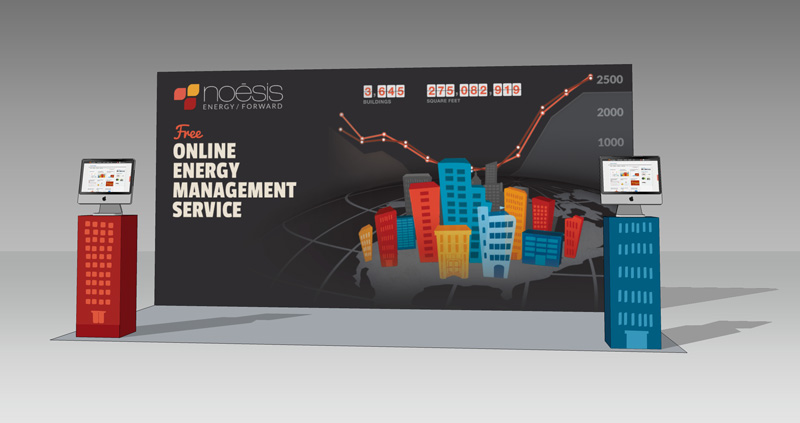 noēsis
ENERGY/FORWARD
3,645
BUILDINGS
275,082,919
SQUARE FEET
2500
2000
1000
Free
ONLINE
ENERGY
MANAGEMENT
SERVICE